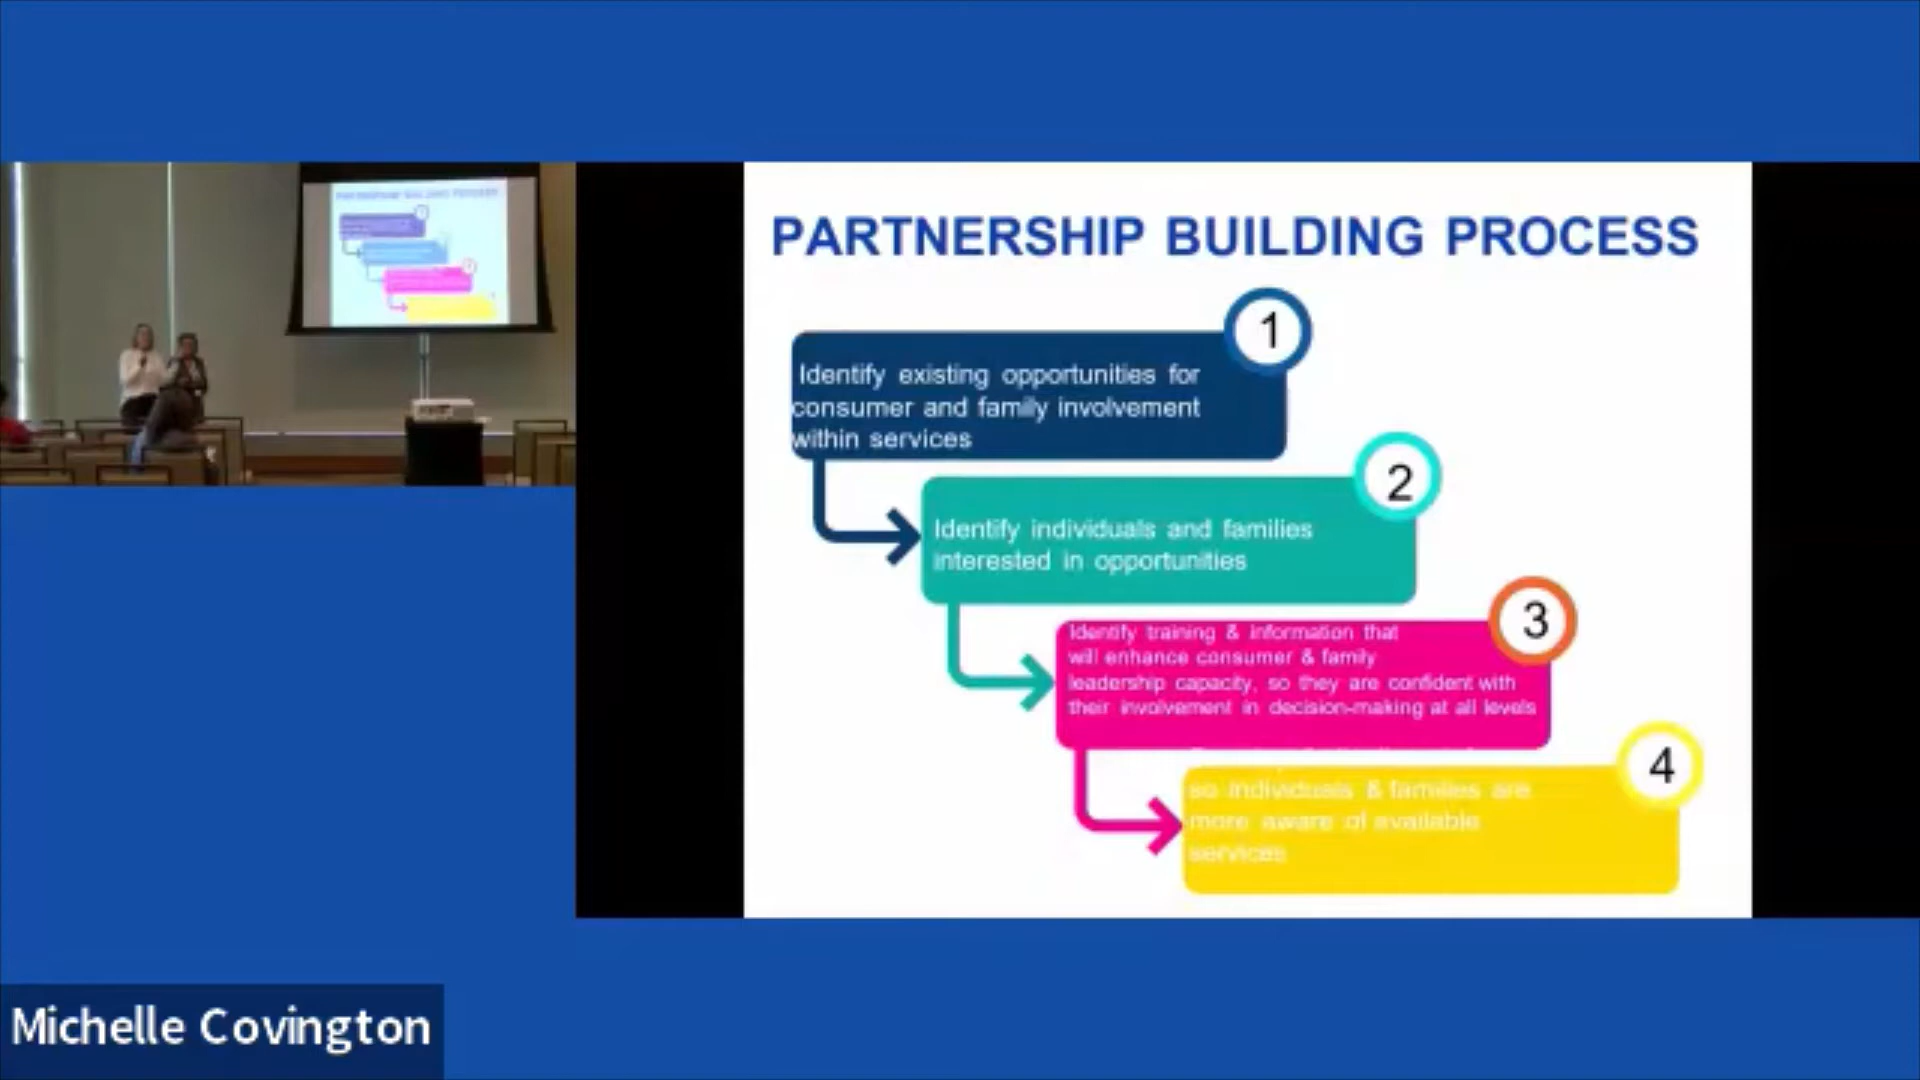 PARTNERSHIP BUILDING PROCESS
1
Identify existing opportunities for
consumer and family involvement
within services
2
Identify individuals and families
interested in opportunities
3
Identify training & information that
will enhance consumer & family
leadership capacity, so they are confident with
their involvement in decision-making at all levels
4
so individuals & families are
more aware of available
services
Michelle Covington